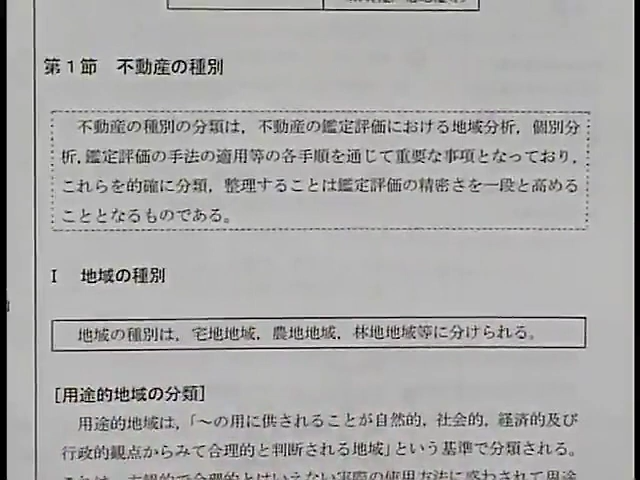 第1節　不動産の種別
不動産の種別の分類は，不動産の鑑定評価における地域分析，個別分
析，鑑定評価の手法の適用等の各手順を通じて重要な事項となっており，
これらを的確に分類，整理することは鑑定評価の精密さを一段と高める
こととなるものである。
Ⅰ　地域の種別
地域の種別は，宅地地域，農地地域，林地地域等に分けられる。
［用途的地域の分類］
用途的地域は，「～の用に供されることが自然的，社会的，経済的及び
行政的観点からみて合理的と判断される地域」という基準で分類される。